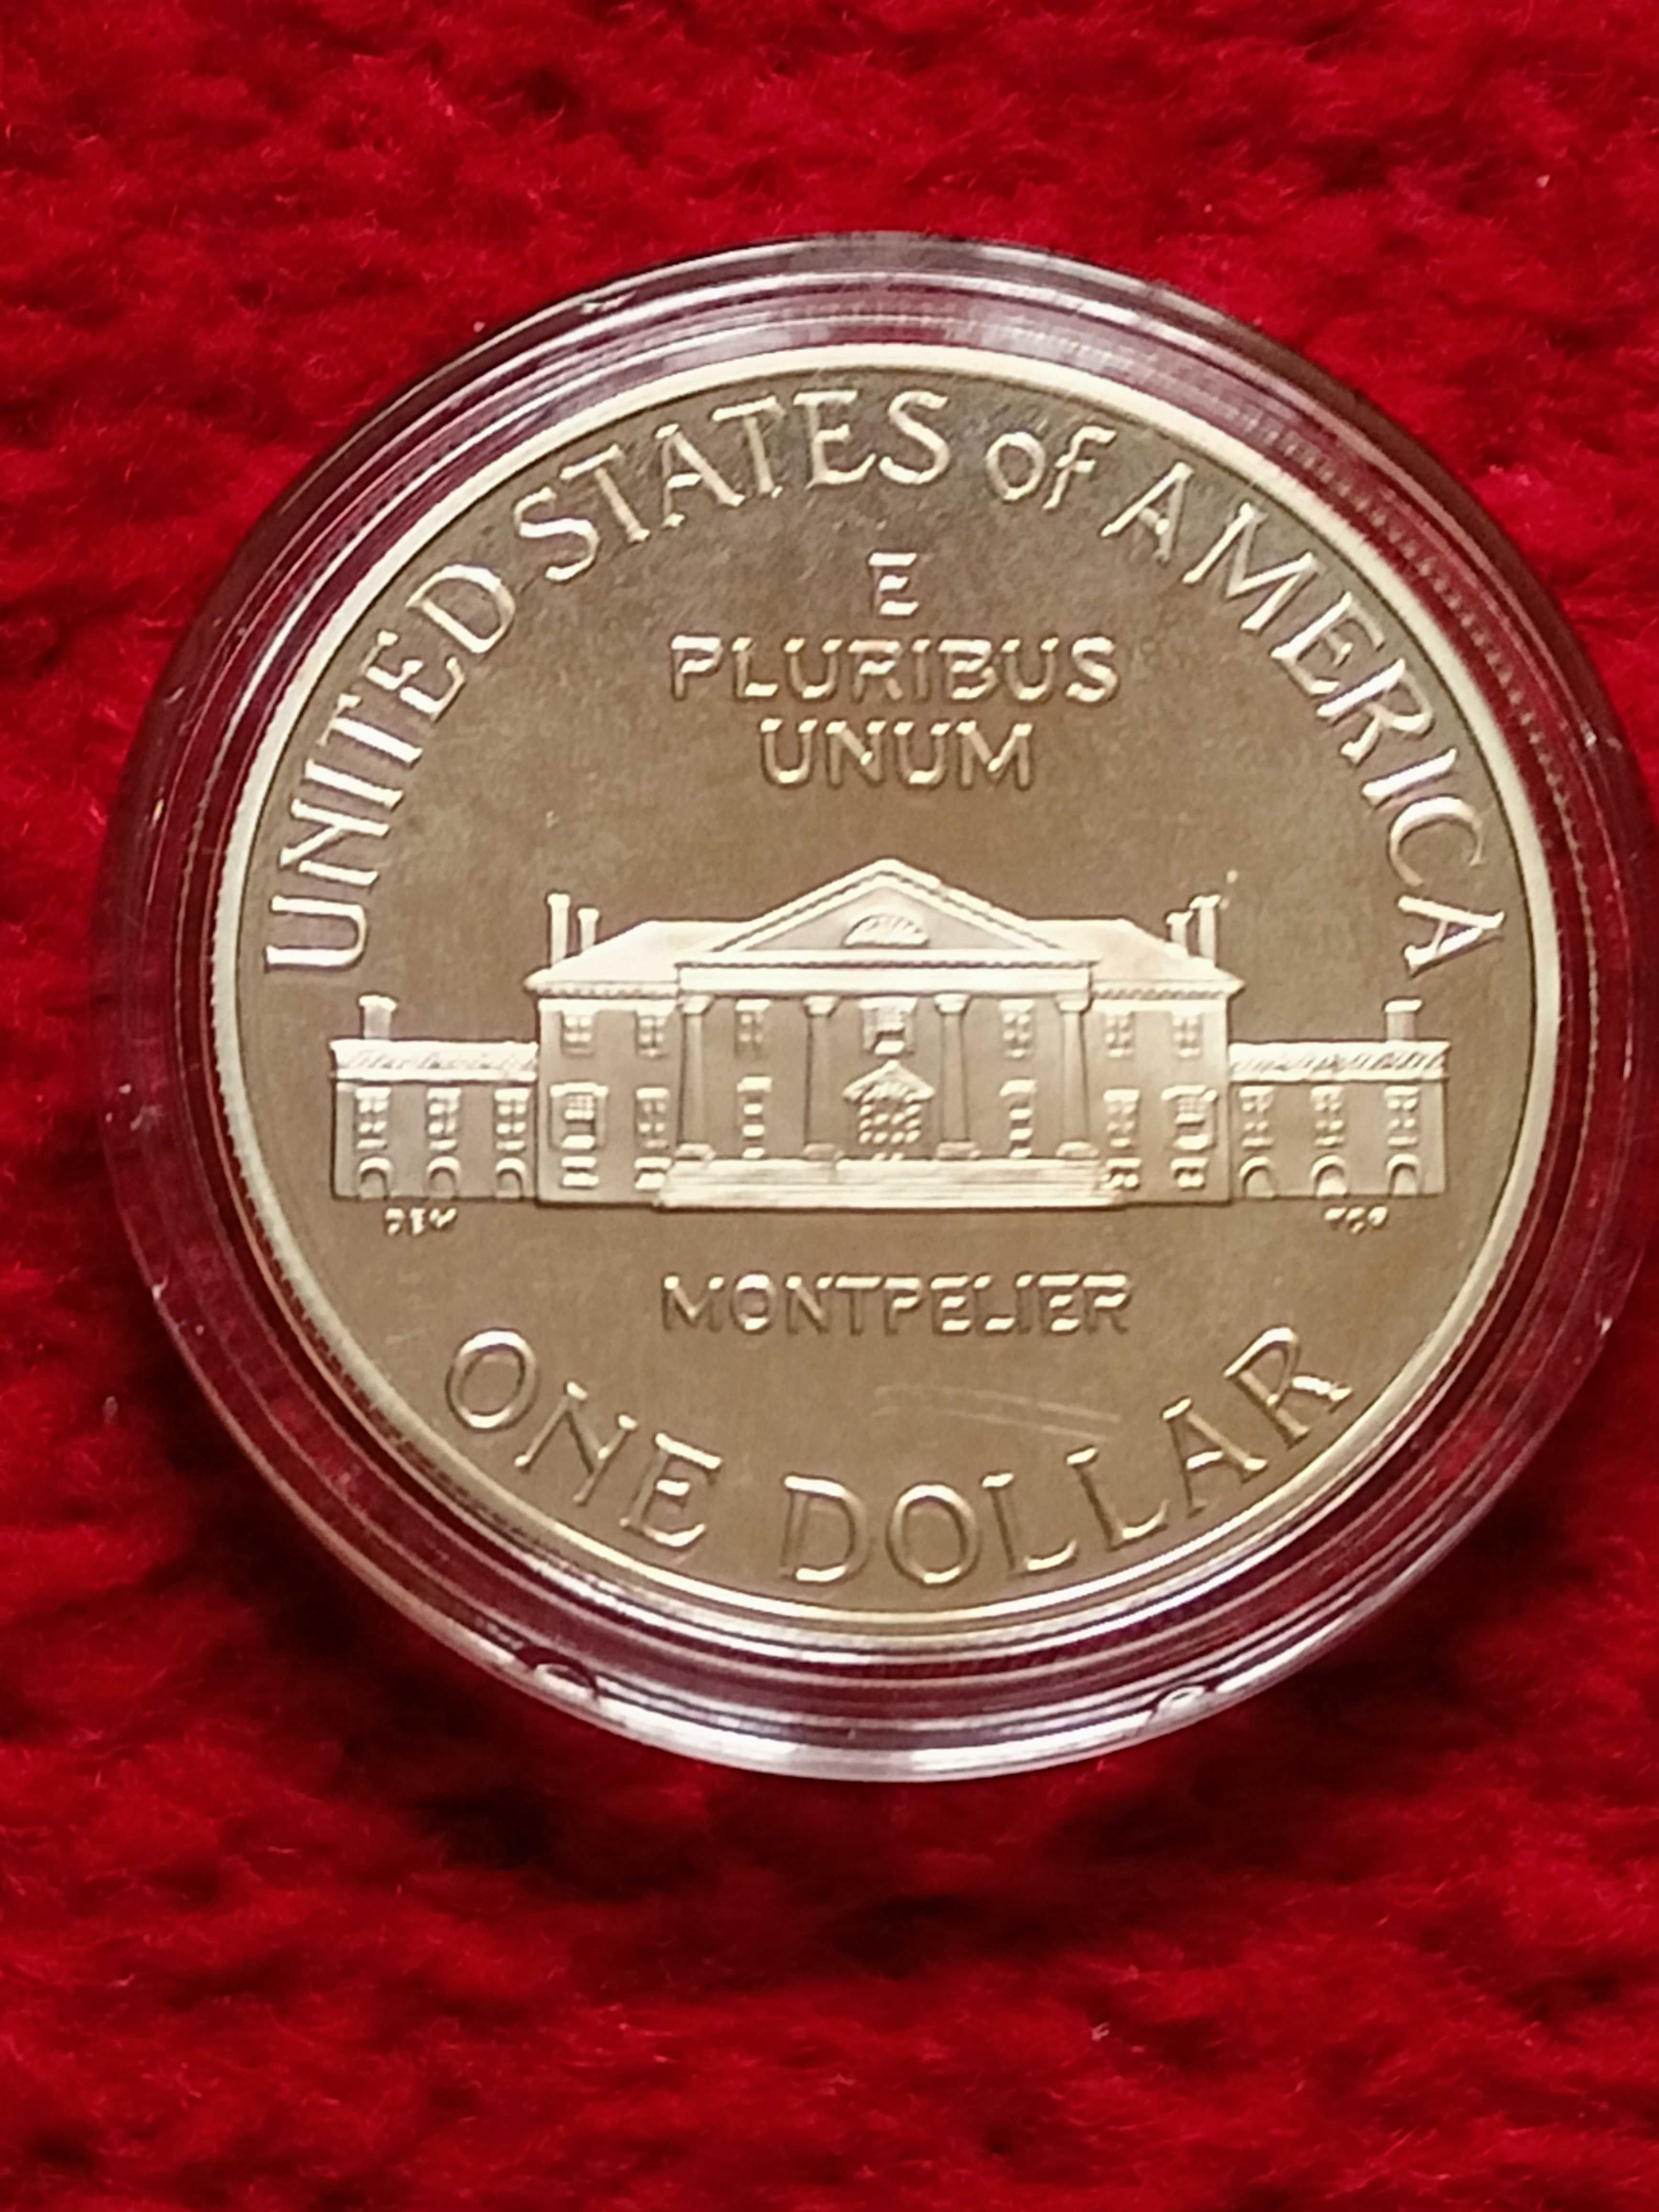 UNITED STATES of AMERICA
E
PLURIBUS
UNUM
MONTPELIER
ONE DOLLAR